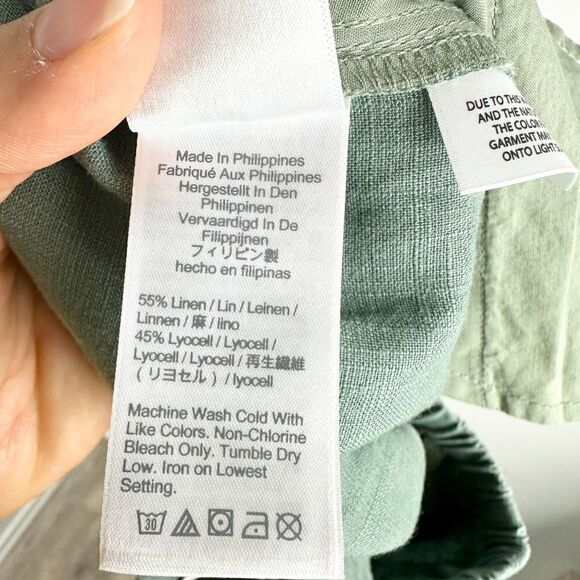 Made In Philippines
Fabriqué Aux Philippines
Hergestellt In Den
Philippinen
Vervaardigd In De
Filippijnen
フィリピン製
hecho en filipinas
55% Linen / Lin / Leinen /
Linnen / 麻 / lino
45% Lyocell / Lyocell /
Lyocell / Lyocell / 再生繊維
(リヨセル) / lyocell
Machine Wash Cold With
Like Colors. Non-Chlorine
Bleach Only. Tumble Dry
Low. Iron on Lowest
Setting.
30
DUE TO THIS
AND THE
THE COLOR
GARMENT
ONTO LIGHT